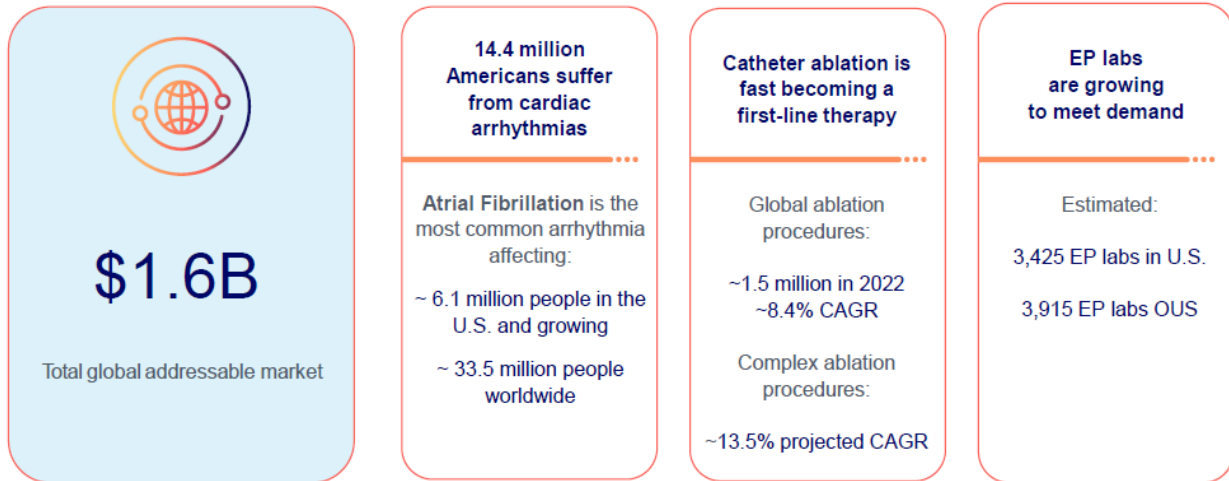 $1.6B
Total global addressable market
14.4 million
Americans suffer
from cardiac
arrhythmias
Atrial Fibrillation is the
most common arrhythmia
affecting:
~ 6.1 million people in the
U.S. and growing
~ 33.5 million people
worldwide
Catheter ablation is
fast becoming a
first-line therapy
Global ablation
procedures:
~1.5 million in 2022
~8.4% CAGR
Complex ablation
procedures:
~13.5% projected CAGR
EP labs
are growing
to meet demand
Estimated:
3,425 EP labs in U.S.
3,915 EP labs OUS